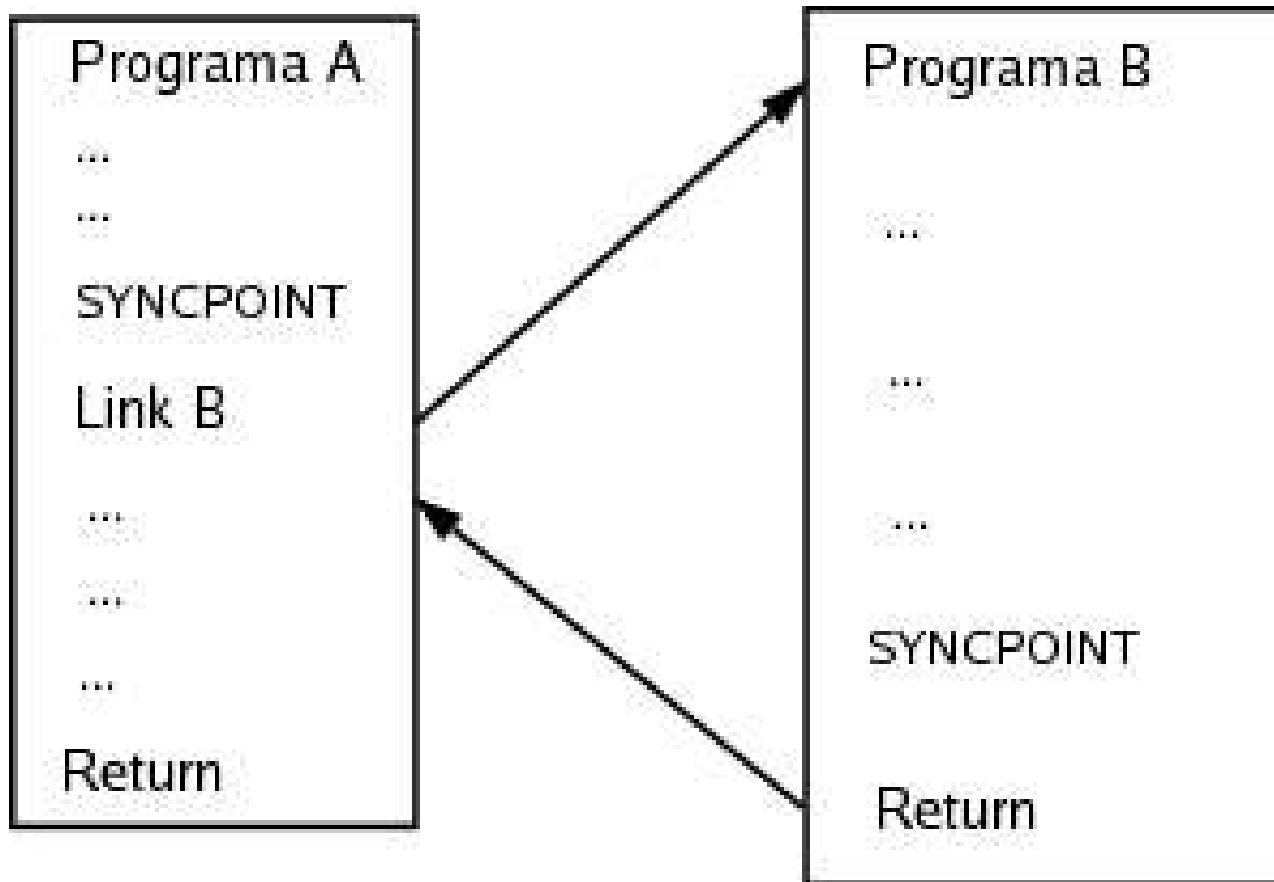 Programa A
...
...
SYNCPOINT
Link B
...
...
...
Return
Programa B
...
...
...
SYNCPOINT
Return